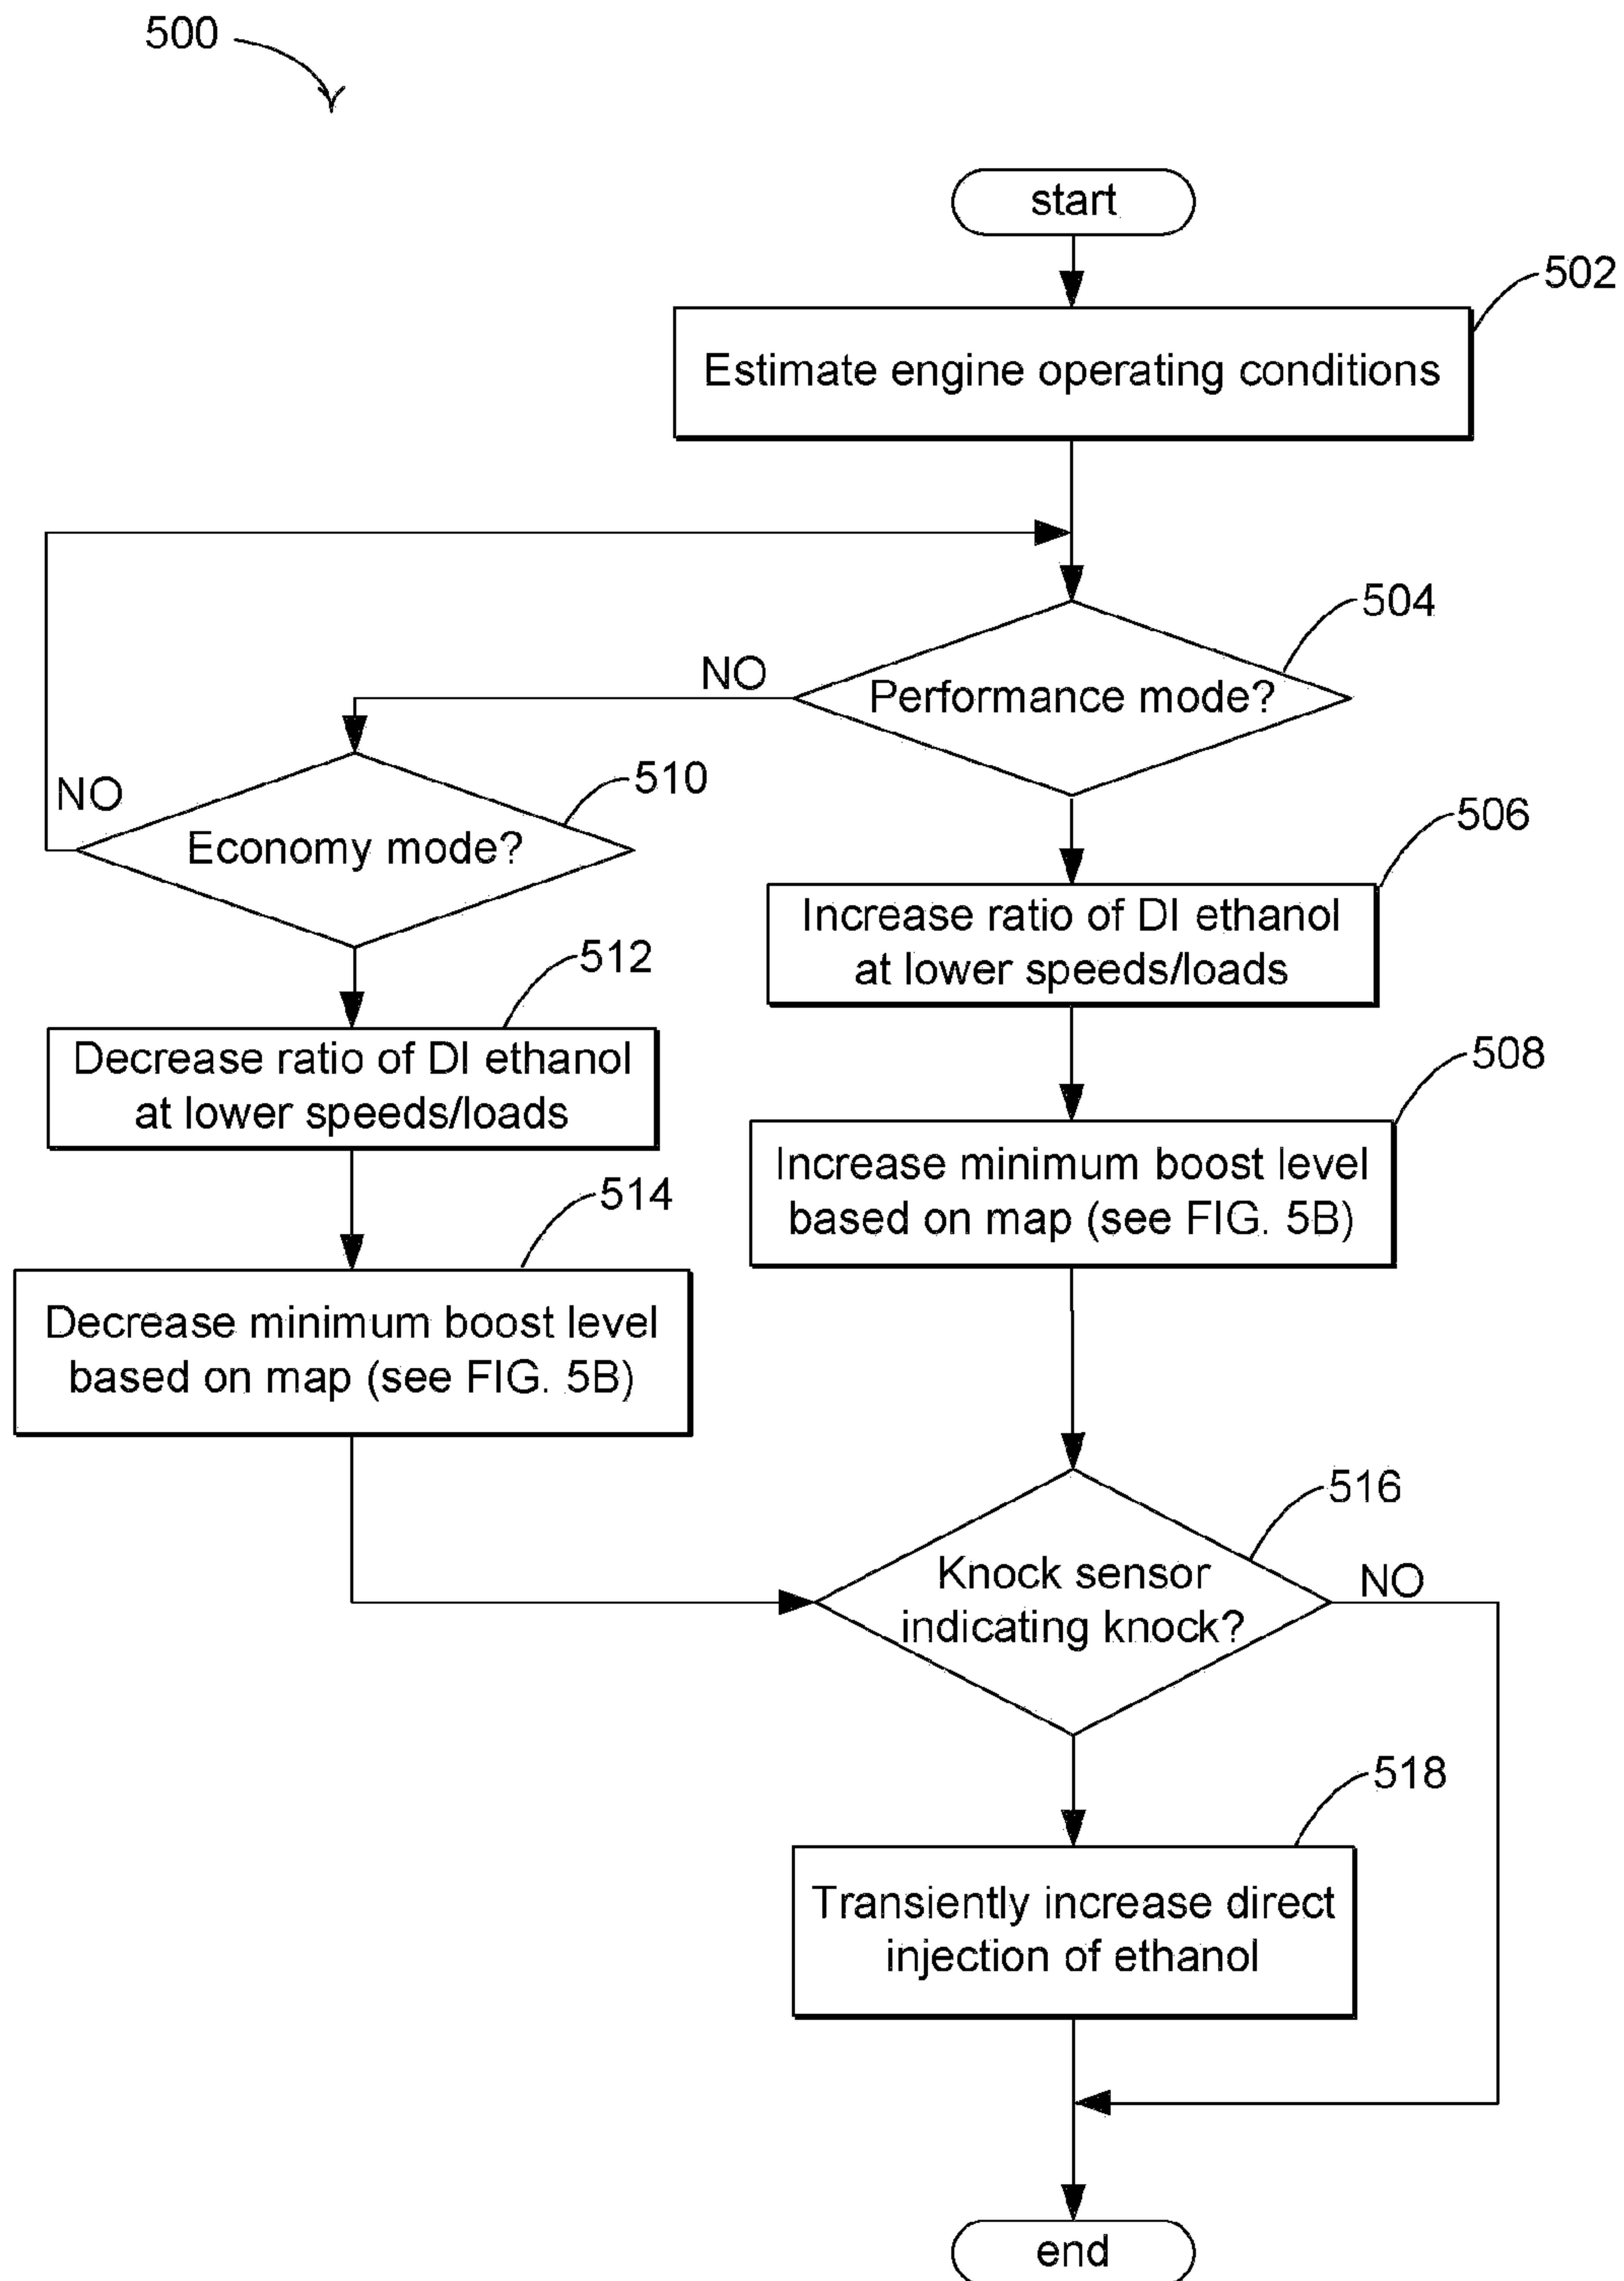 500
start
502
Estimate engine operating conditions
504
NO
Performance mode?
510
NO
Economy mode?
506
Increase ratio of DI ethanol
at lower speeds/loads
512
Decrease ratio of DI ethanol
at lower speeds/loads
508
Increase minimum boost level
based on map (see FIG. 5B)
514
Decrease minimum boost level
based on map (see FIG. 5B)
516
Knock sensor
indicating knock?
NO
518
Transiently increase direct
injection of ethanol
end